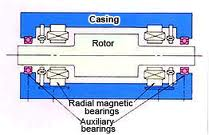 Casing
Rotor
Radial magnetic
bearings
Auxiliary
bearings